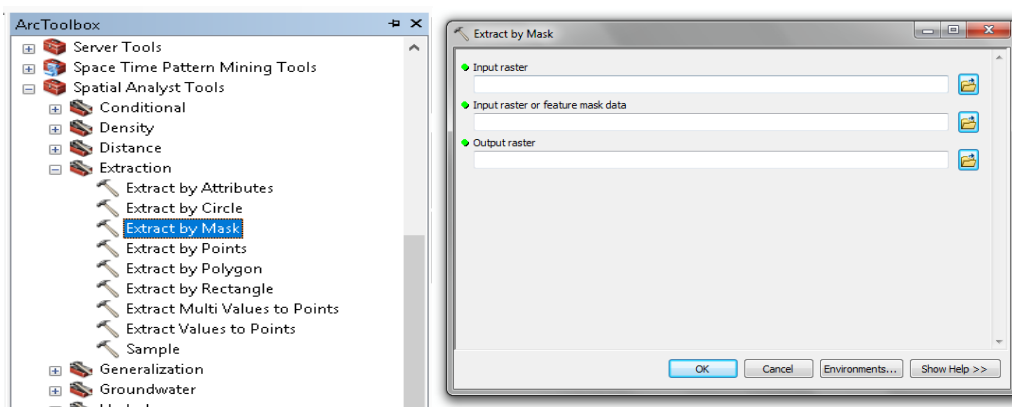 ArcToolbox
Server Tools
Space Time Pattern Mining Tools
Spatial Analyst Tools
Conditional
Density
Distance
Extraction
Extract by Attributes
Extract by Circle
Extract by Mask
Extract by Points
Extract by Polygon
Extract by Rectangle
Extract Multi Values to Points
Extract Values to Points
Sample
Generalization
Groundwater
Extract by Mask
Input raster
Input raster or feature mask data
Output raster
OK Cancel Environments... Show Help >>